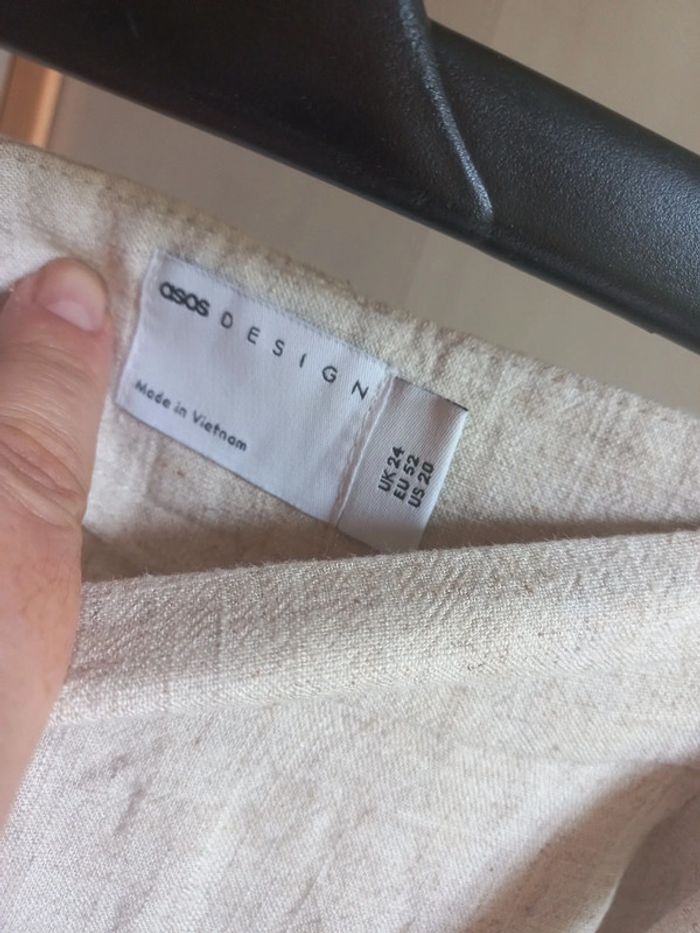 asos DESIGN
Made in Vietnam
UK 24
EU 52
US 20